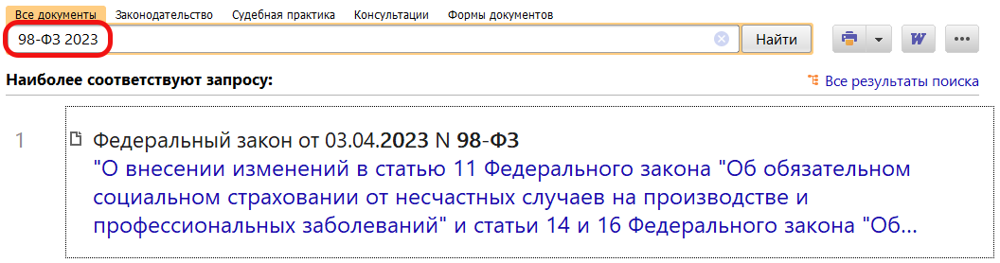 Все документы Законодательство Судебная практика Консультации Формы документов
98-ФЗ 2023 Найти W
Наиболее соответствуют запросу: Все результаты поиска
1 Федеральный закон от 03.04.2023 N 98-ФЗ
"О внесении изменений в статью 11 Федерального закона "Об обязательном
социальном страховании от несчастных случаев на производстве и
профессиональных заболеваний" и статьи 14 и 16 Федерального закона "Об...